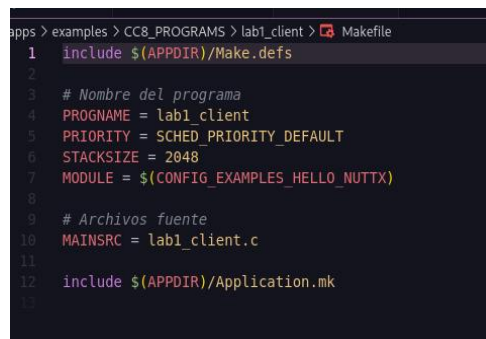 apps > examples > CC8_PROGRAMS > lab1_client > Makefile
1 include $(APPDIR)/Make.defs
2
3 # Nombre del programa
4 PROGNAME = lab1_client
5 PRIORITY = SCHED_PRIORITY_DEFAULT
6 STACKSIZE = 2048
7 MODULE = $(CONFIG_EXAMPLES_HELLO_NUTTX)
8
9 # Archivos fuente
10 MAINSRC = lab1_client.c
11
12 include $(APPDIR)/Application.mk
13